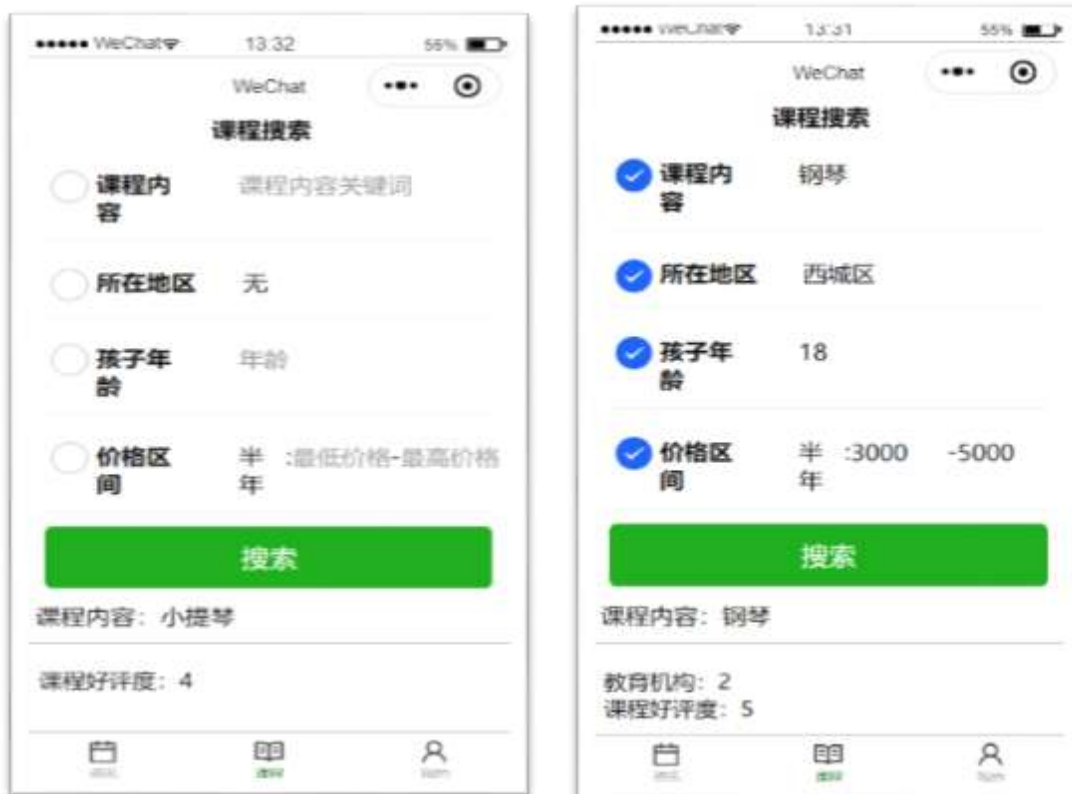 WeChat 13:32 56%
WeChat
课程搜索
课程内容 课程内容关键词
所在地区 无
孩子年龄 年龄
价格区间 半年 :最低价格-最高价格
搜索
课程内容：小提琴
课程好评度：4
课程
WeChat 13:31 55%
WeChat
课程搜索
课程内容 钢琴
所在地区 西城区
孩子年龄 18
价格区间 半年 :3000 -5000
搜索
课程内容：钢琴
教育机构：2
课程好评度：5
课程